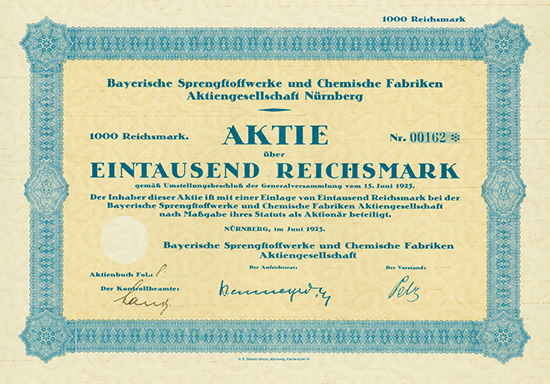 1000 Reichsmark
Bayerische Sprengstoffwerke und Chemische Fabriken
Aktiengesellschaft Nürnberg
1000 Reichsmark. AKTIE Nr. 00162 *
über
EINTAUSEND REICHSMARK
gemäß Umstellungsbeschluß der Generalversammlung vom 15. Juni 1925.
Der Inhaber dieser Aktie ist mit einer Einlage von Eintausend Reichsmark bei der
Bayerische Sprengstoffwerke und Chemische Fabriken Aktiengesellschaft
nach Maßgabe ihres Statuts als Aktionär beteiligt.
NÜRNBERG, im Juni 1925.
Bayerische Sprengstoffwerke und Chemische Fabriken
Aktiengesellschaft
Aktienbuch Fol.: 8 Der Aufsichtsrat: Der Vorstand:
Der Kontrollbeamte:
Petz